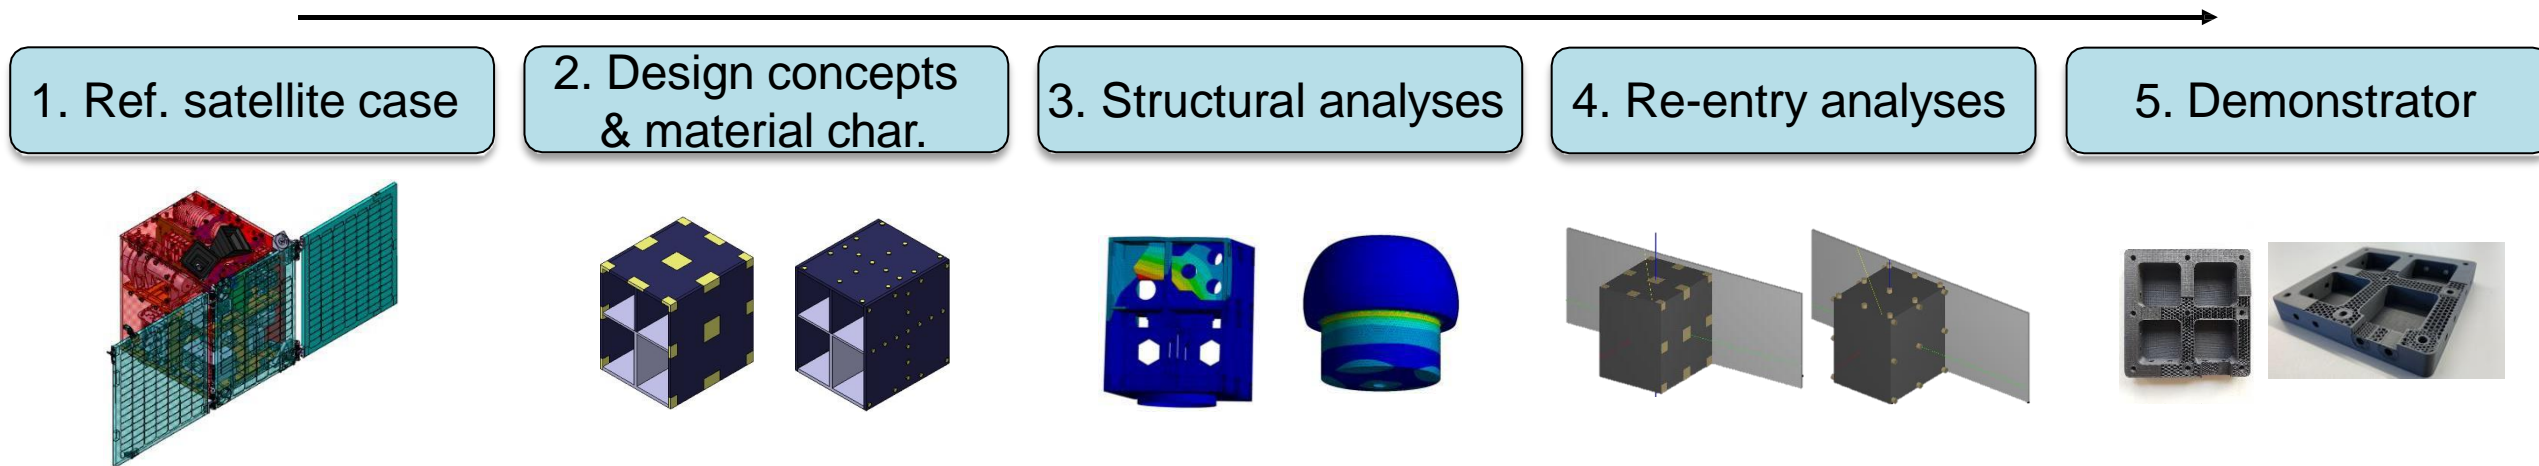 1. Ref. satellite case
2. Design concepts
& material char.
3. Structural analyses
4. Re-entry analyses
5. Demonstrator